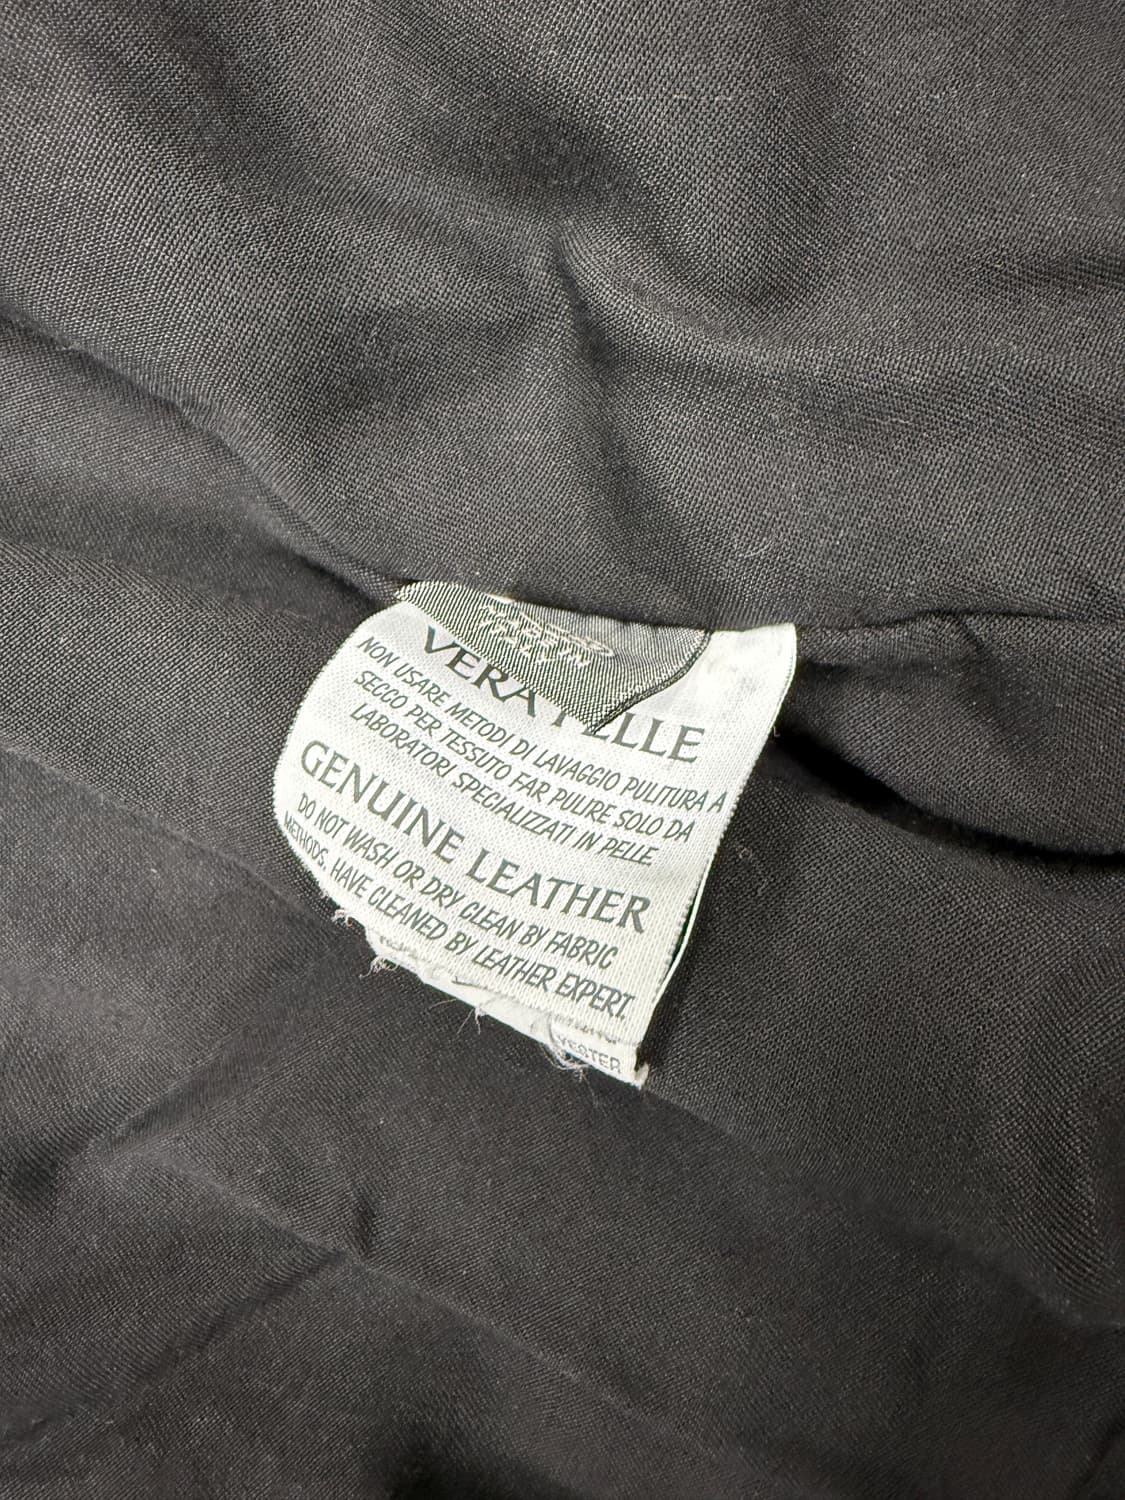 VERA PELLE
NON USARE METODI DI LAVAGGIO PULITURA A
SECCO PER TESSUTO FAR PULIRE SOLO DA
LABORATORI SPECIALIZZATI IN PELLE
GENUINE LEATHER
DO NOT WASH OR DRY CLEAN BY FABRIC
METHODS. HAVE CLEANED BY LEATHER EXPERT.